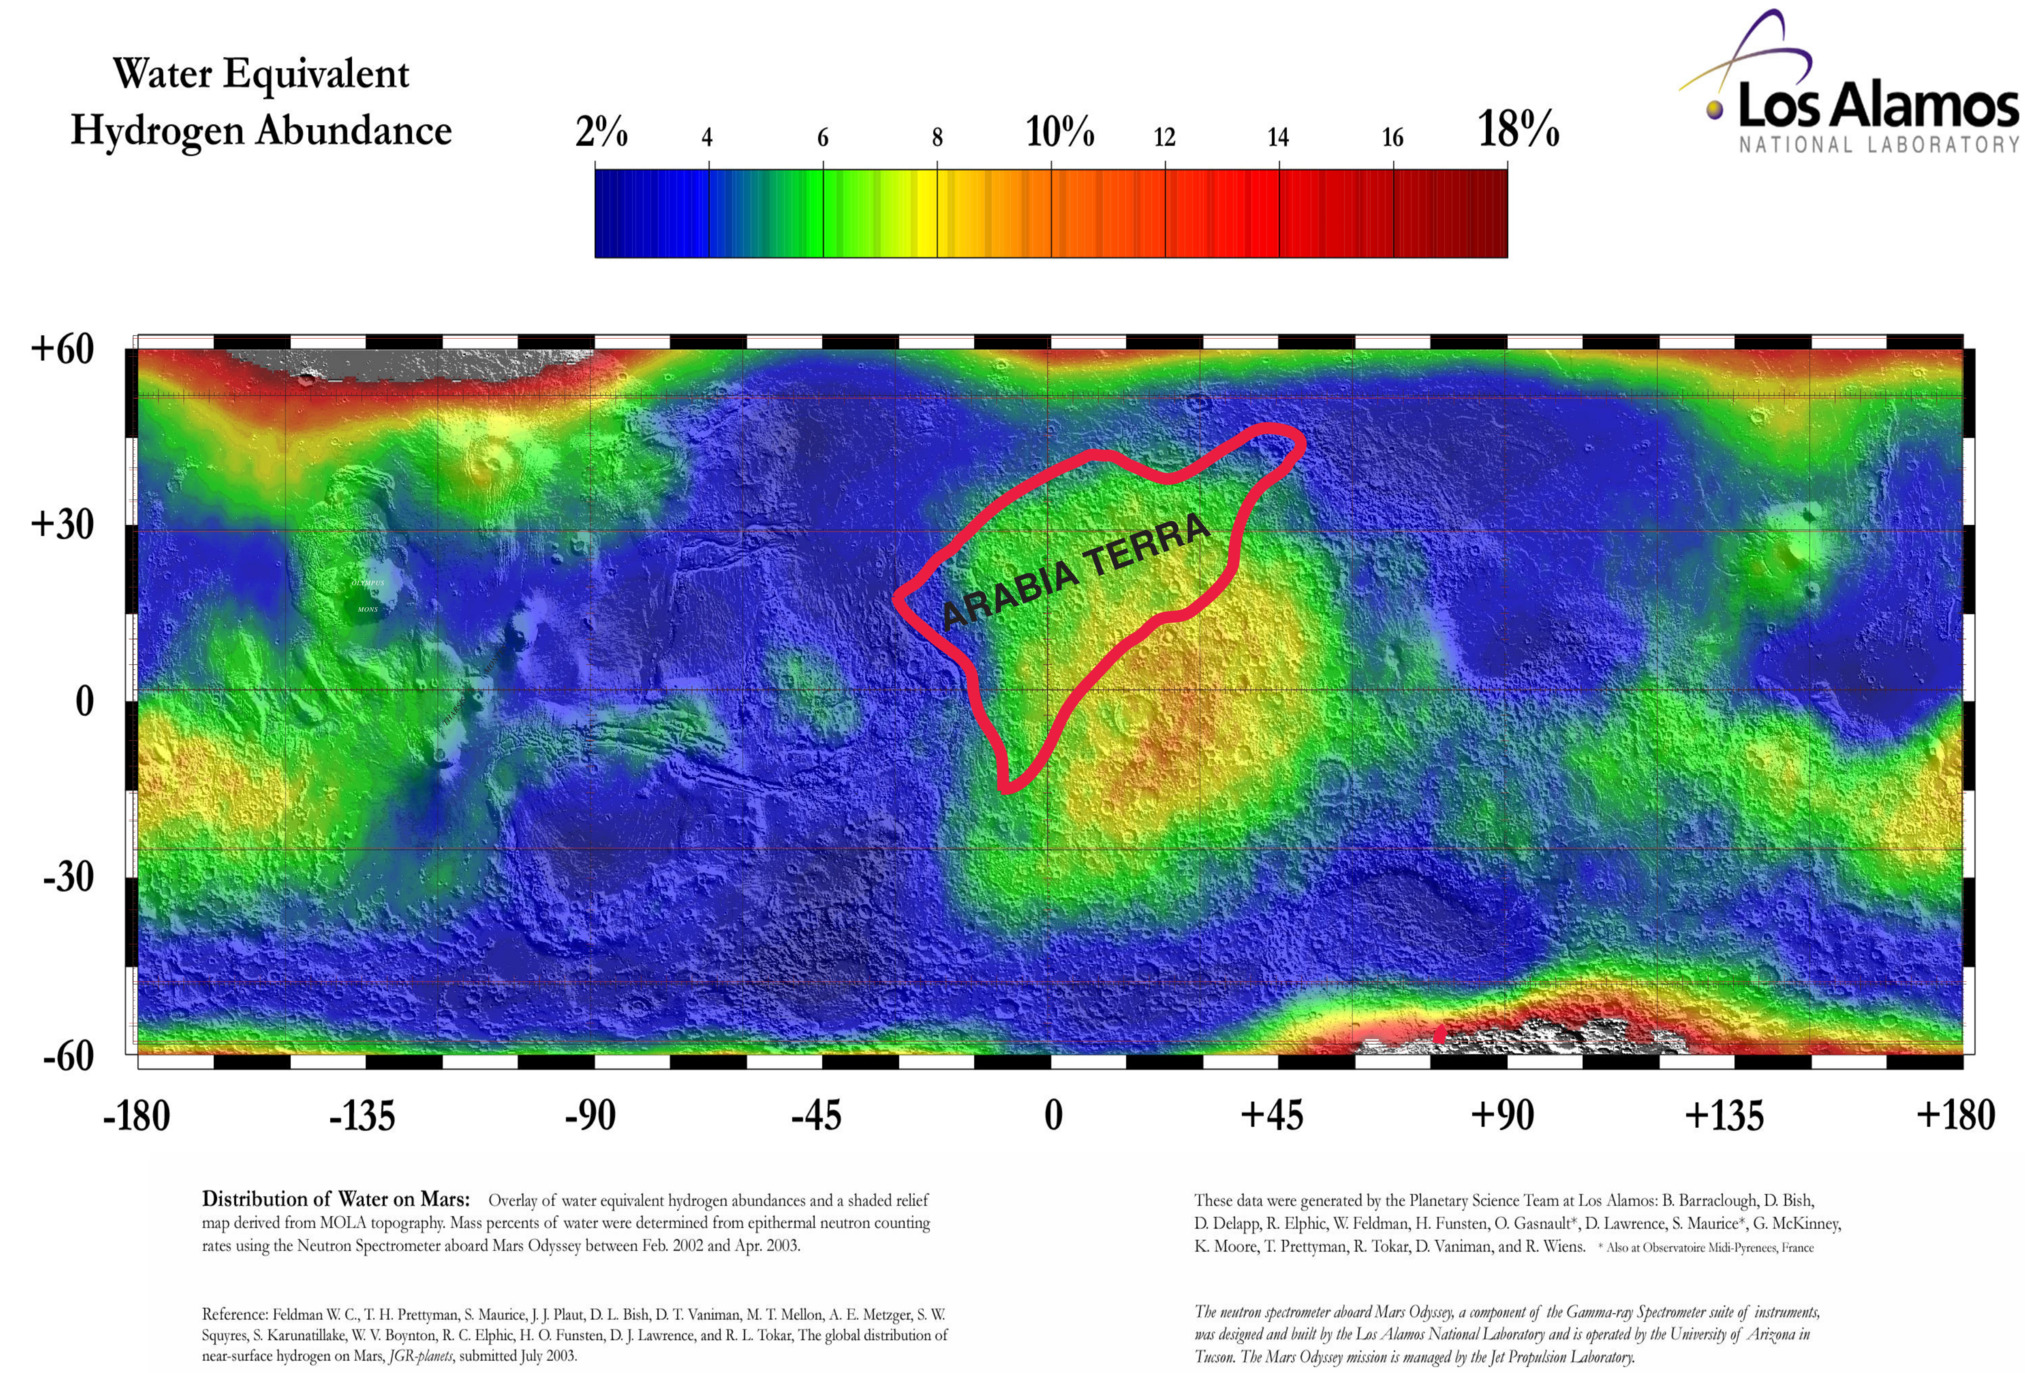 Water Equivalent
Hydrogen Abundance
2% 4 6 8 10% 12 14 16 18%
Los Alamos
NATIONAL LABORATORY
+60
+30
0
-30
-60
ARABIA TERRA
OLYMPUS
MONS
-180 -135 -90 -45 0 +45 +90 +135 +180
Distribution of Water on Mars: Overlay of water equivalent hydrogen abundances and a shaded relief
map derived from MOLA topography. Mass percents of water were determined from epithermal neutron counting
rates using the Neutron Spectrometer aboard Mars Odyssey between Feb. 2002 and Apr. 2003.
Reference: Feldman W. C., T. H. Prettyman, S. Maurice, J. J. Plaut, D. L. Bish, D. T. Vaniman, M. T. Mellon, A. E. Metzger, S. W.
Squyres, S. Karunatillake, W. V. Boynton, R. C. Elphic, H. O. Funsten, D. J. Lawrence, and R. L. Tokar, The global distribution of
near-surface hydrogen on Mars, JGR-planets, submitted July 2003.
These data were generated by the Planetary Science Team at Los Alamos: B. Barraclough, D. Bish,
D. Delapp, R. Elphic, W. Feldman, H. Funsten, O. Gasnault*, D. Lawrence, S. Maurice*, G. McKinney,
K. Moore, T. Prettyman, R. Tokar, D. Vaniman, and R. Wiens. * Also at Observatoire Midi-Pyrenees, France
The neutron spectrometer aboard Mars Odyssey, a component of the Gamma-ray Spectrometer suite of instruments,
was designed and built by the Los Alamos National Laboratory and is operated by the University of Arizona in
Tucson. The Mars Odyssey mission is managed by the Jet Propulsion Laboratory.